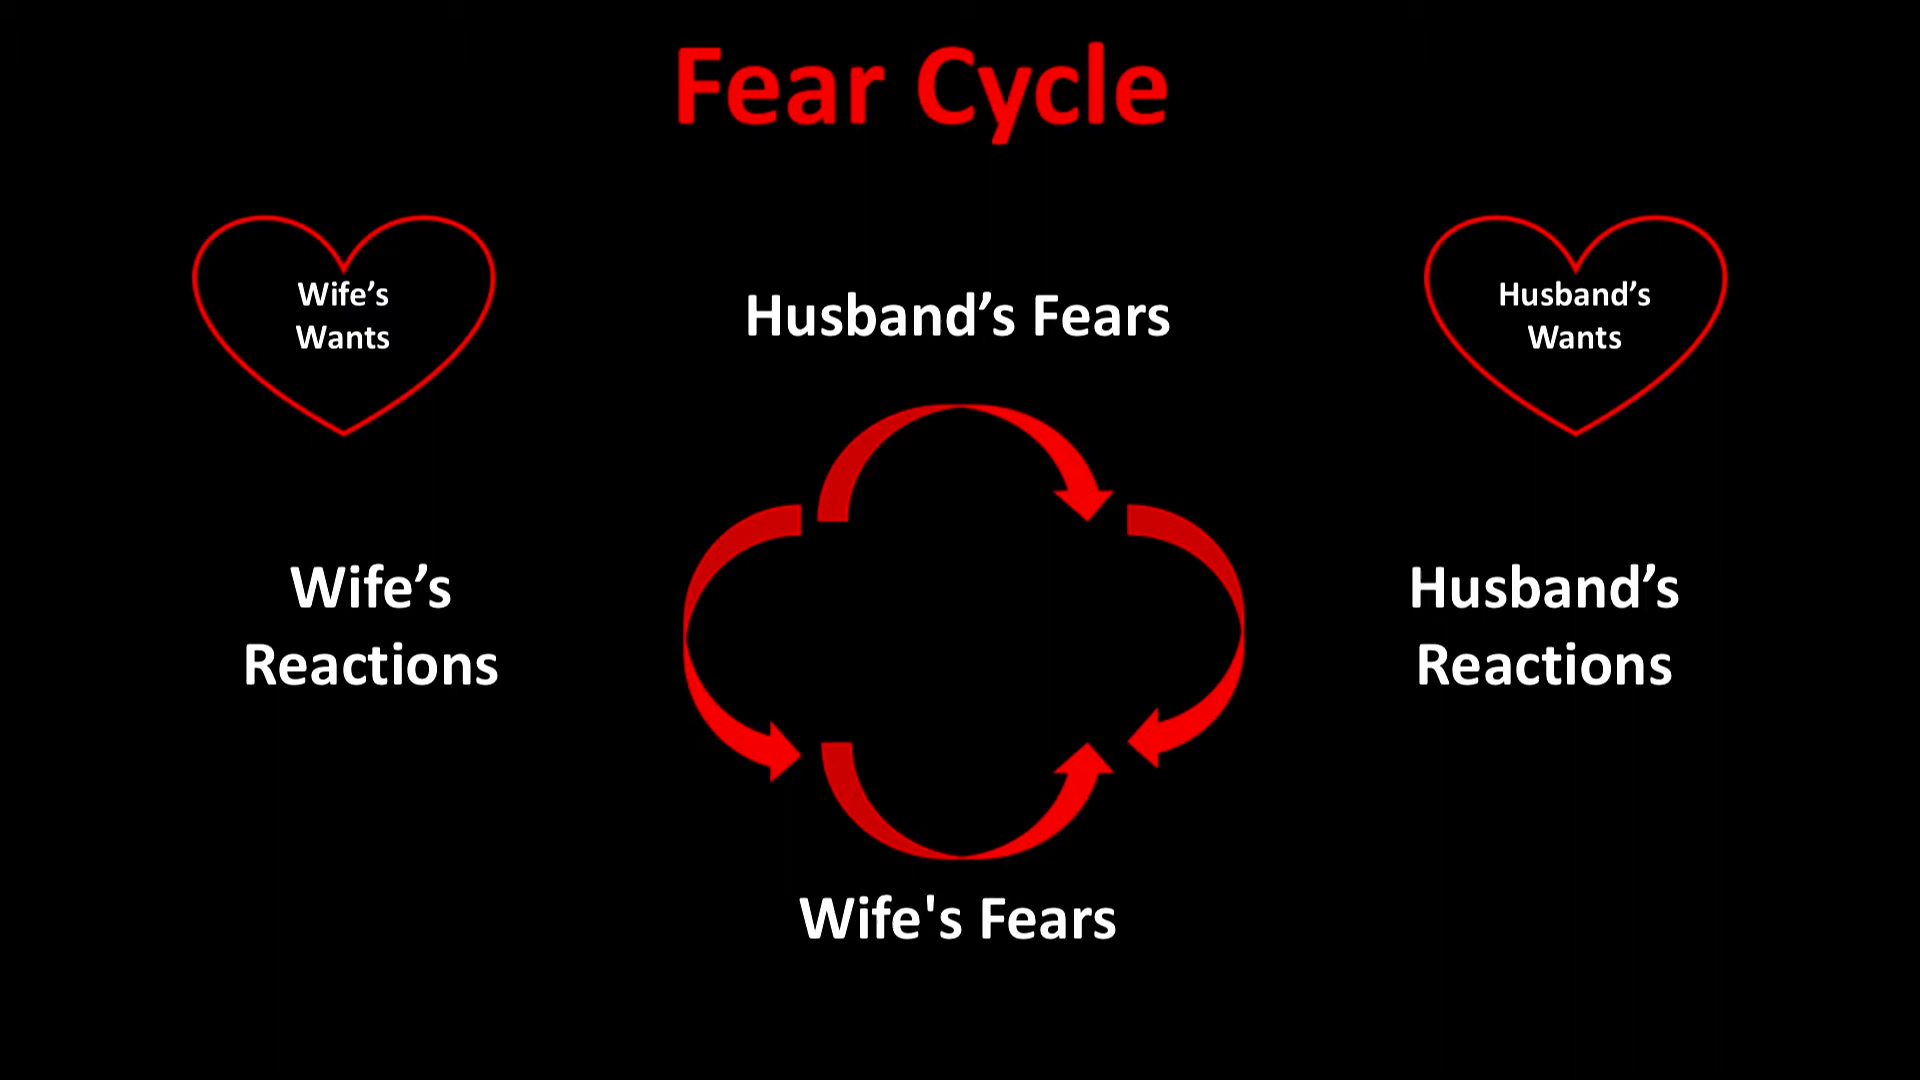 Fear Cycle
Wife’s
Wants
Husband’s Fears
Husband’s
Wants
Wife’s
Reactions
Husband’s
Reactions
Wife's Fears